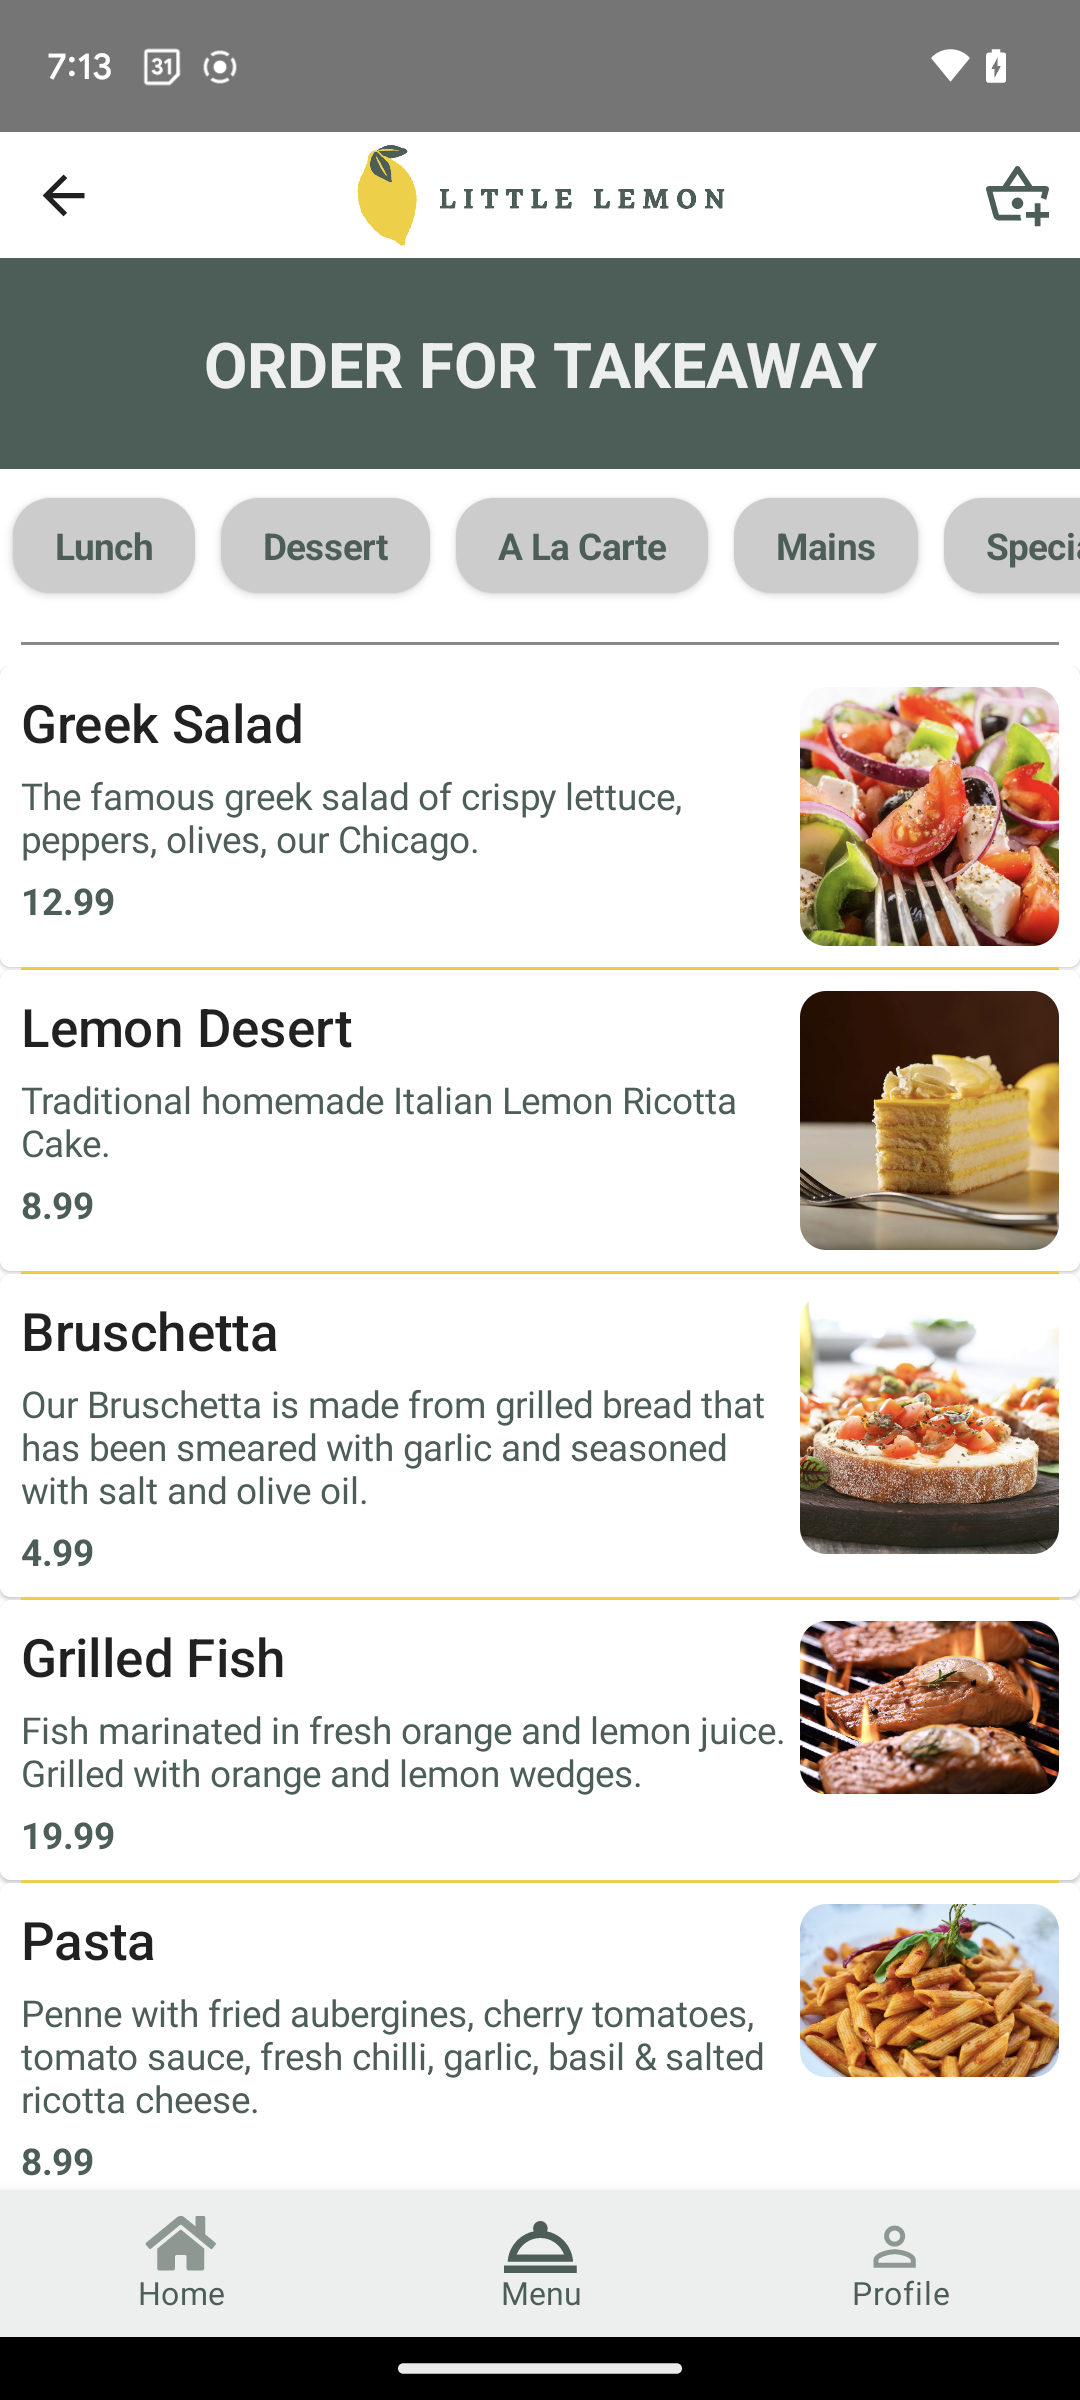 7:13
31
LITTLE LEMON
ORDER FOR TAKEAWAY
Lunch
Dessert
A La Carte
Mains
Specia
Greek Salad
The famous greek salad of crispy lettuce,
peppers, olives, our Chicago.
12.99
Lemon Desert
Traditional homemade Italian Lemon Ricotta
Cake.
8.99
Bruschetta
Our Bruschetta is made from grilled bread that
has been smeared with garlic and seasoned
with salt and olive oil.
4.99
Grilled Fish
Fish marinated in fresh orange and lemon juice.
Grilled with orange and lemon wedges.
19.99
Pasta
Penne with fried aubergines, cherry tomatoes,
tomato sauce, fresh chilli, garlic, basil & salted
ricotta cheese.
8.99
Home
Menu
Profile